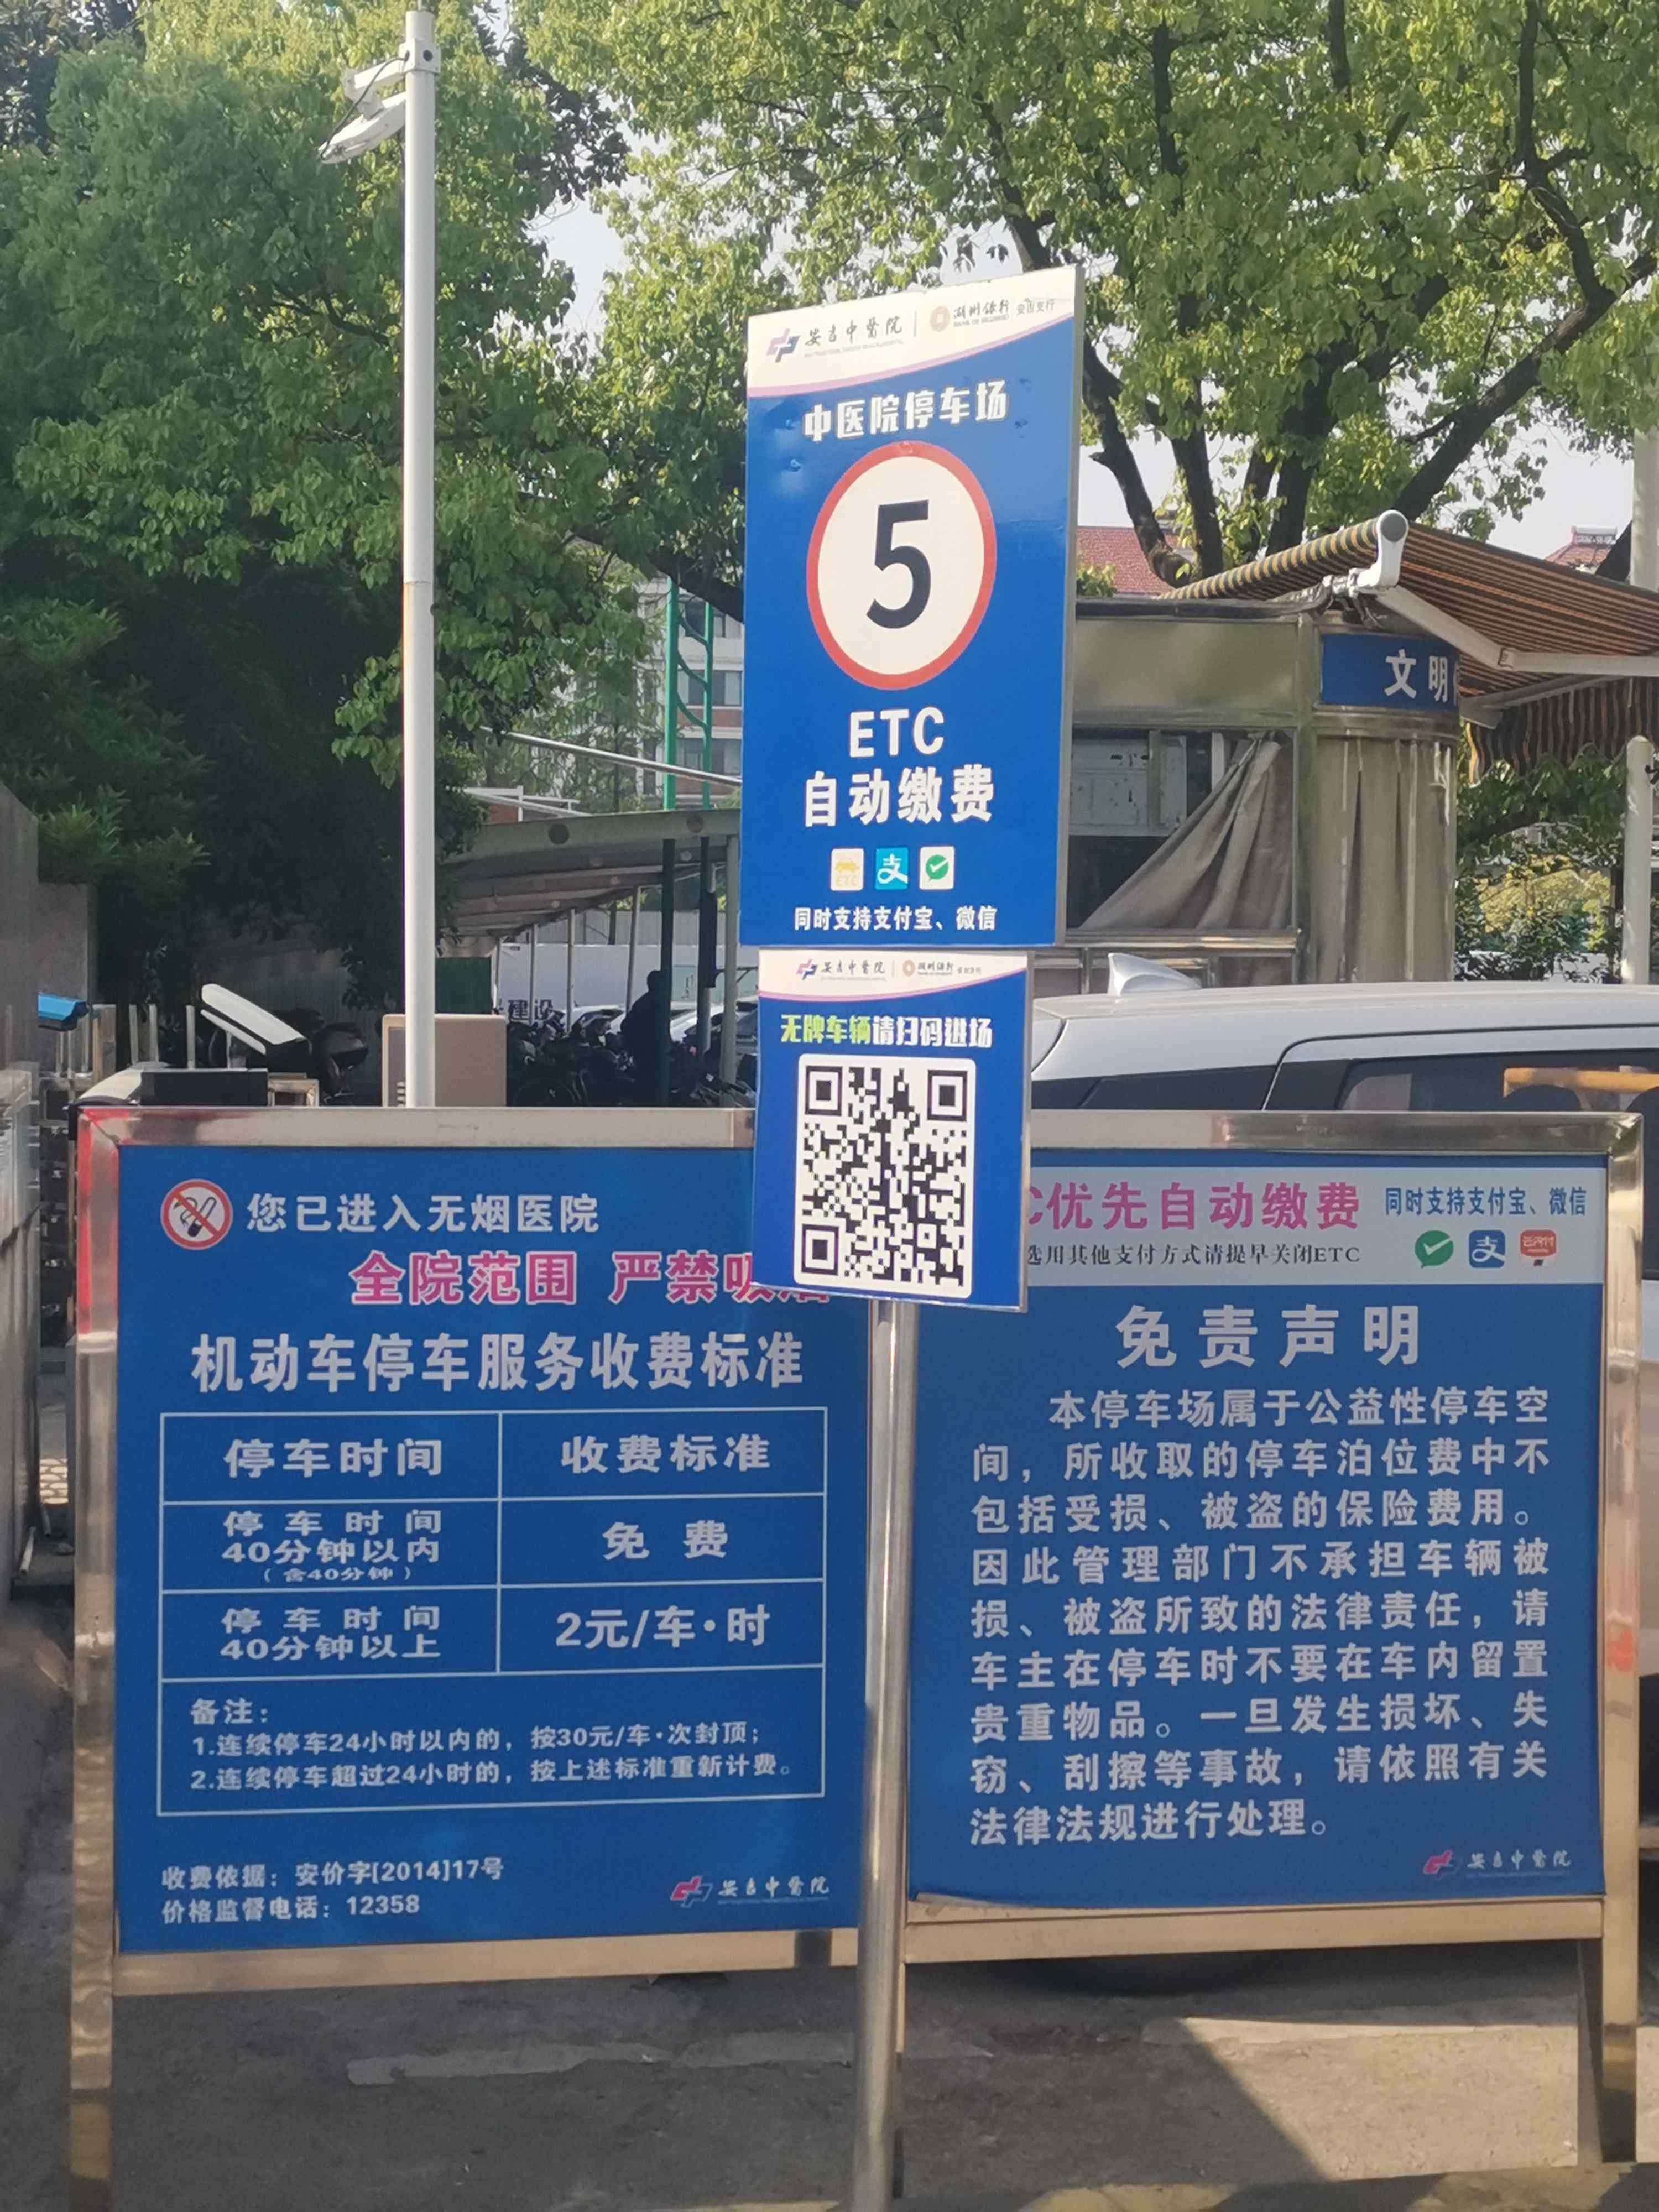 安吉中醫院
湖州银行 安吉支行
中医院停车场
5
ETC
自动缴费
ETC 支
同时支持支付宝、微信
文明
安吉中醫院
湖州银行 安吉支行
无牌车辆请扫码进场
建设
您已进入无烟医院
全院范围 严禁吸烟
机动车停车服务收费标准
停车时间 收费标准
停车时间
40分钟以内
(含40分钟)
免费
停车时间
40分钟以上
2元/车·时
备注:
1.连续停车24小时以内的,按30元/车·次封顶;
2.连续停车超过24小时的,按上述标准重新计费。
收费依据:安价字[2014]17号
价格监督电话:12358
安吉中醫院
C优先自动缴费
同时支持支付宝、微信
选用其他支付方式请提早关闭ETC
支
免责声明
本停车场属于公益性停车空
间,所收取的停车泊位费中不
包括受损、被盗的保险费用。
因此管理部门不承担车辆被
损、被盗所致的法律责任,请
车主在停车时不要在车内留置
贵重物品。一旦发生损坏、失
窃、刮擦等事故,请依照有关
法律法规进行处理。
安吉中醫院